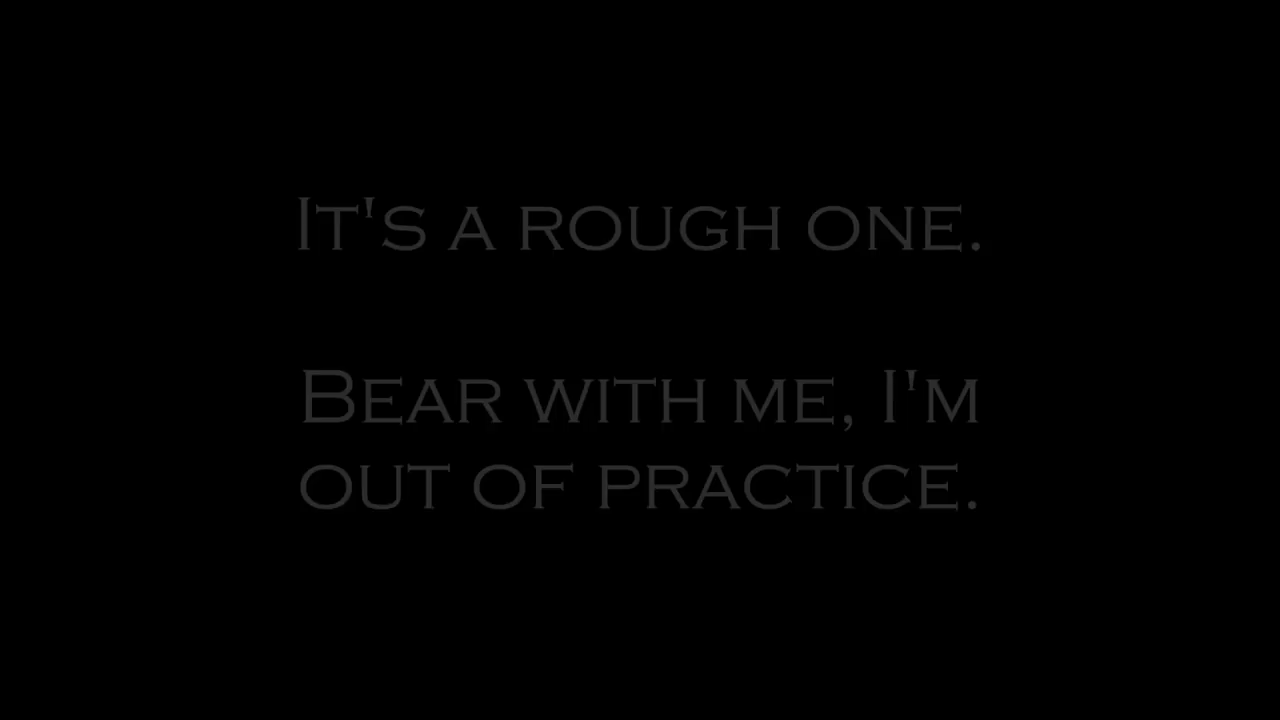 It's a rough one.
Bear with me, I'm
out of practice.